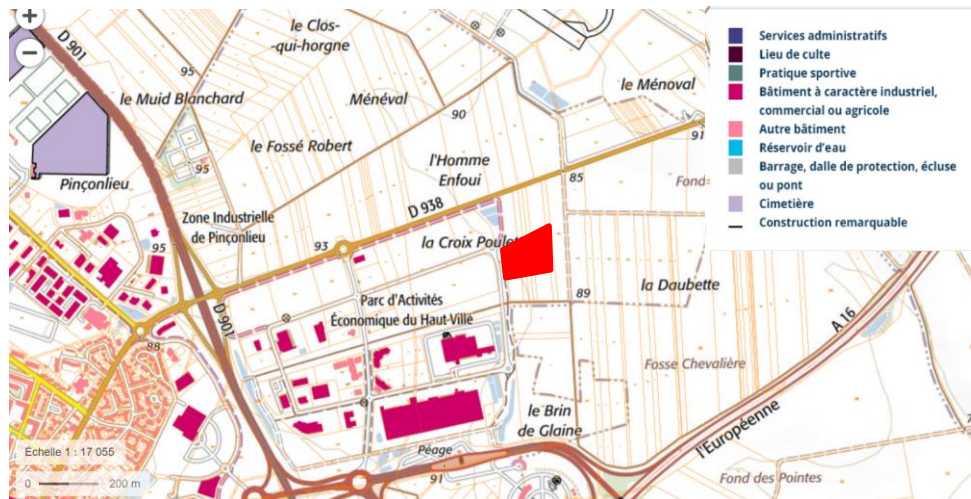 +
−
D 901
le Clos-
-qui-horgne
95
le Muid Blanchard
Ménéval
le Ménoval
90
91
le Fossé Robert
95
l'Homme
Enfoui
85
Pinçonlieu
Fond-
D 938
Zone Industrielle
de Pinçonlieu
95
93
la Croix Poulet
la Daubette
89
Parc d'Activités
Économique du Haut-Villé
D 901
A 16
88
Fosse Chevalière
le Brin
de Glaine
l'Européenne
Péage
91
Fond des Pointes
7
Échelle 1 : 17 055
0
200 m
Services administratifs
Lieu de culte
Pratique sportive
Bâtiment à caractère industriel,
commercial ou agricole
Autre bâtiment
Réservoir d'eau
Barrage, dalle de protection, écluse
ou pont
Cimetière
Construction remarquable